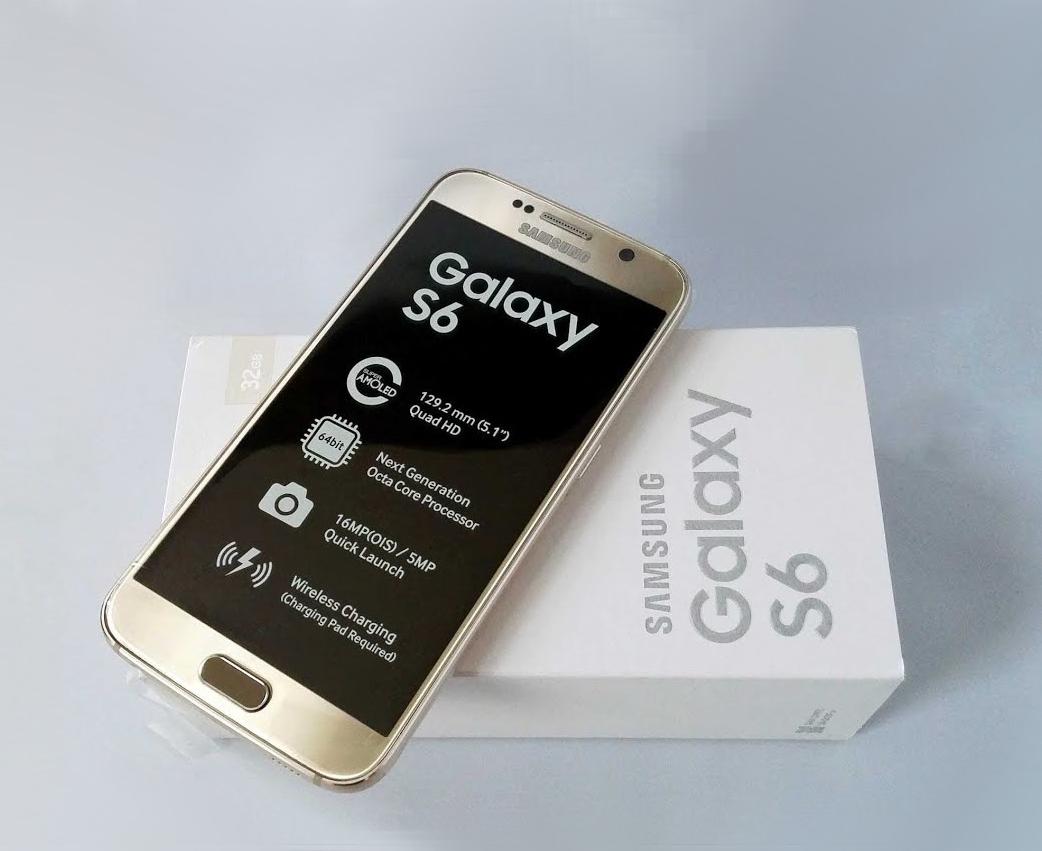 SAMSUNG
Galaxy
S6
SUPER
AMOLED
129.2 mm (5.1")
Quad HD
64bit
Next Generation
Octa Core Processor
16MP(OIS) / 5MP
Quick Launch
Wireless Charging
(Charging Pad Required)
32GB
SAMSUNG
Galaxy
S6